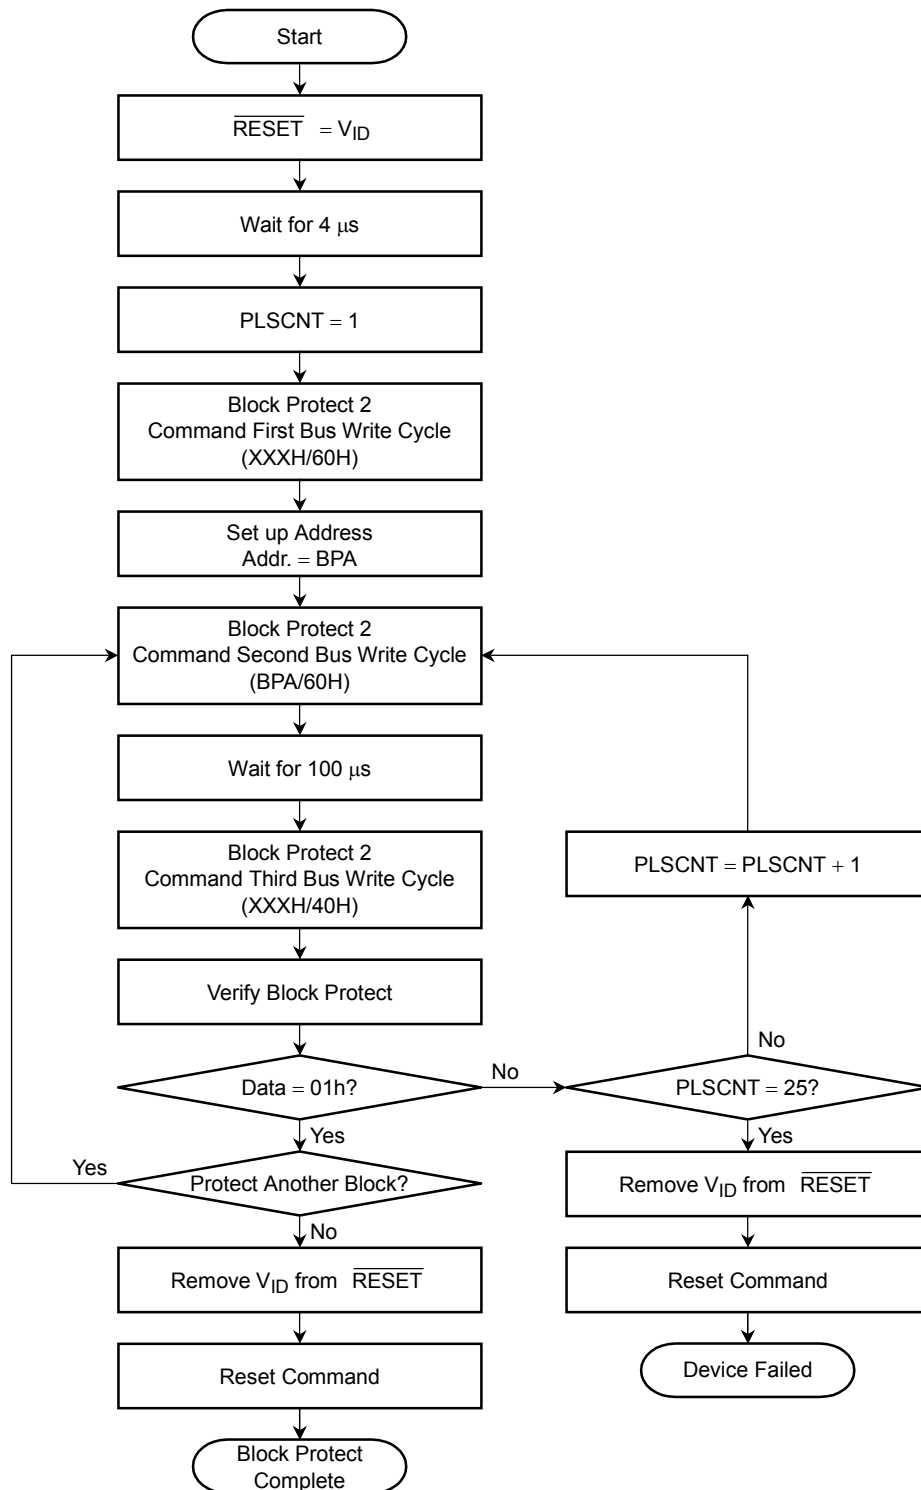 Start
RESET = VID
Wait for 4 μs
PLSCNT = 1
Block Protect 2
Command First Bus Write Cycle
(XXXH/60H)
Set up Address
Addr. = BPA
Block Protect 2
Command Second Bus Write Cycle
(BPA/60H)
Wait for 100 μs
Block Protect 2
Command Third Bus Write Cycle
(XXXH/40H)
PLSCNT = PLSCNT + 1
Verify Block Protect
No
Data = 01h?
No
PLSCNT = 25?
Yes
Yes
Yes
Protect Another Block?
Remove VID from RESET
No
Remove VID from RESET
Reset Command
Reset Command
Device Failed
Block Protect
Complete